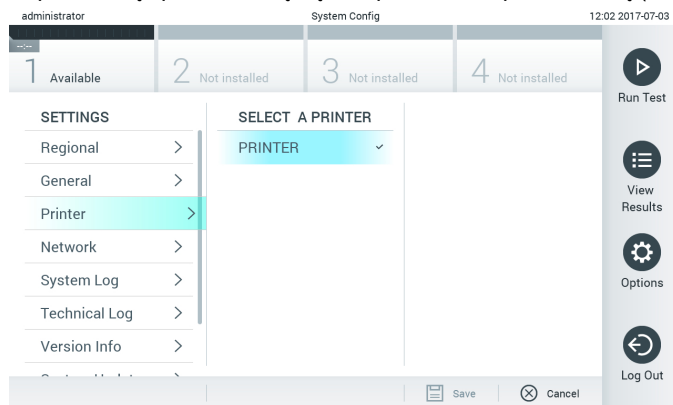 administrator System Config 12:02 2017-07-03
--:--
1 Available 2 Not installed 3 Not installed 4 Not installed
Run Test
SETTINGS
Regional
General
Printer
Network
System Log
Technical Log
Version Info
SELECT A PRINTER
PRINTER
View
Results
Options
Log Out
Save Cancel